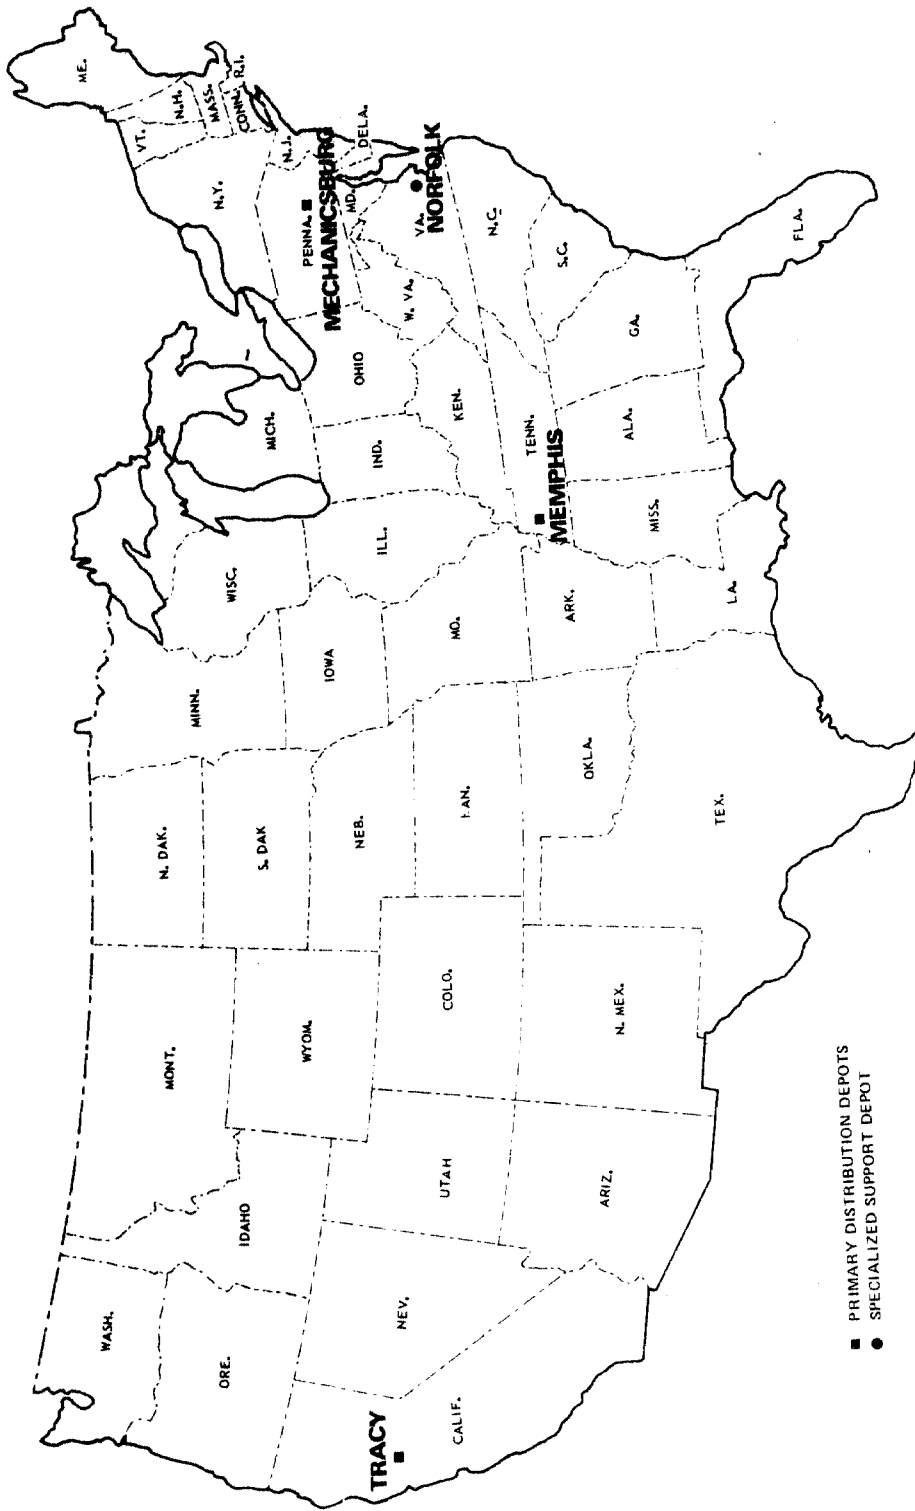 WASH.
MONT.
N. DAK.
MINN.
WISC.
MICH.
N.Y.
VT.
N.H.
ME.
MASS.
CONN.
R.I.
ORE.
IDAHO
WYOM.
S. DAK
IOWA
ILL.
IND.
OHIO
PENNA.
N.J.
MECHANICSBURG
MD.
DELA.
TRACY
CALIF.
NEV.
UTAH
COLO.
NEB.
MO.
KEN.
W. VA.
VA.
NORFOLK
ARIZ.
N. MEX.
OKLA.
ARK.
TENN.
MEMPHIS
N.C.
S.C.
TEX.
LA.
MISS.
ALA.
GA.
FLA.
PRIMARY DISTRIBUTION DEPOTS
SPECIALIZED SUPPORT DEPOT